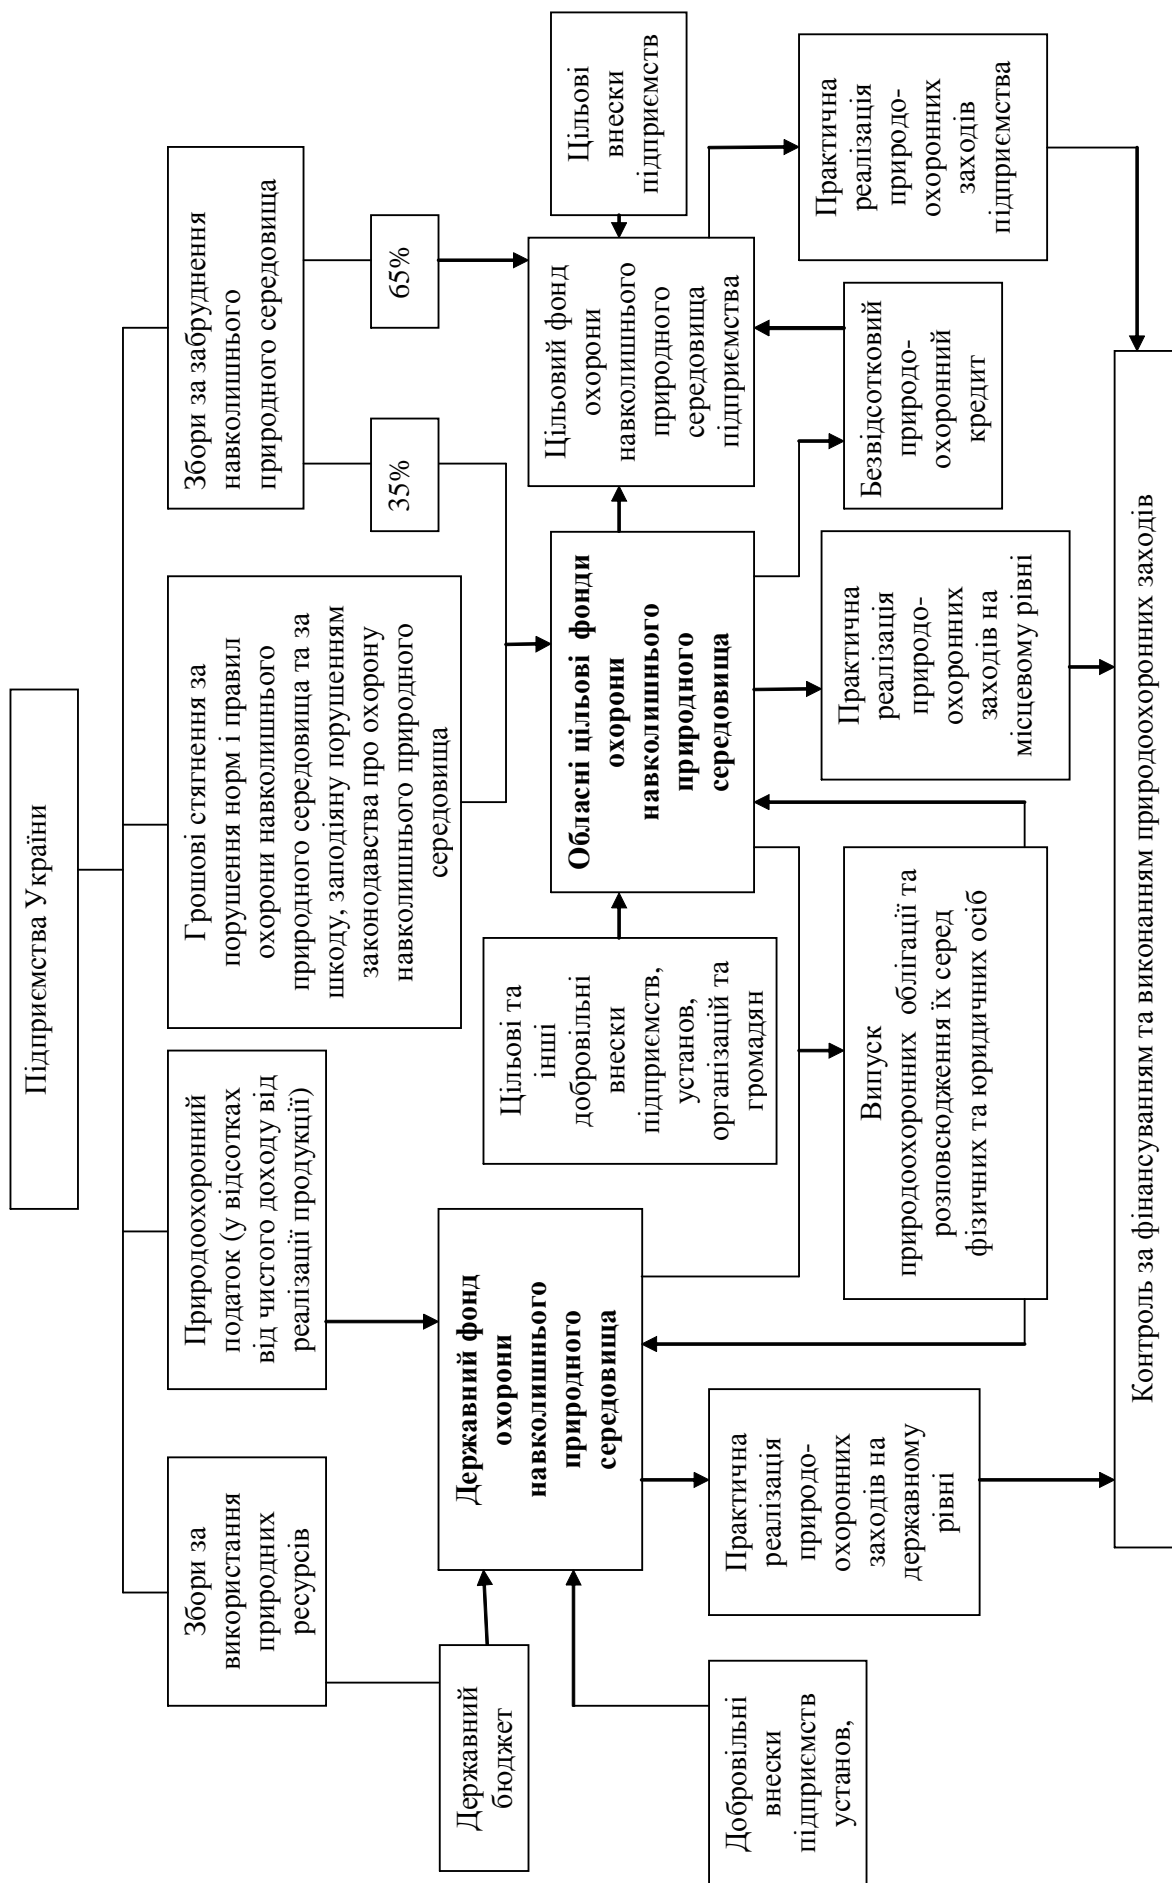 Підприємства України
Збори за
використання
природних
ресурсів
Природоохоронний
податок (у відсотках
від чистого доходу від
реалізації продукції)
Грошові стягнення за
порушення норм і правил
охорони навколишнього
природного середовища та за
шкоду, заподіяну порушенням
законодавства про охорону
навколишнього природного
середовища
Збори за забруднення
навколишнього
природного середовища
35%
65%
Державний
бюджет
Державний фонд
охорони
навколишнього
природного
середовища
Цільові та
інші
добровільні
внески
підприємств,
установ,
організацій та
громадян
Обласні цільові фонди
охорони
навколишнього
природного
середовища
Цільовий фонд
охорони
навколишнього
природного
середовища
підприємства
Цільові
внески
підприємств
Добровільні
внески
підприємств
установ,
Практична
реалізація
природо-
охоронних
заходів на
державному
рівні
Випуск
природоохоронних облігації та
розповсюдження їх серед
фізичних та юридичних осіб
Практична
реалізація
природо-
охоронних
заходів на
місцевому рівні
Безвідсотковий
природо-
охоронний
кредит
Практична
реалізація
природо-
охоронних
заходів
підприємства
Контроль за фінансуванням та виконанням природоохоронних заходів